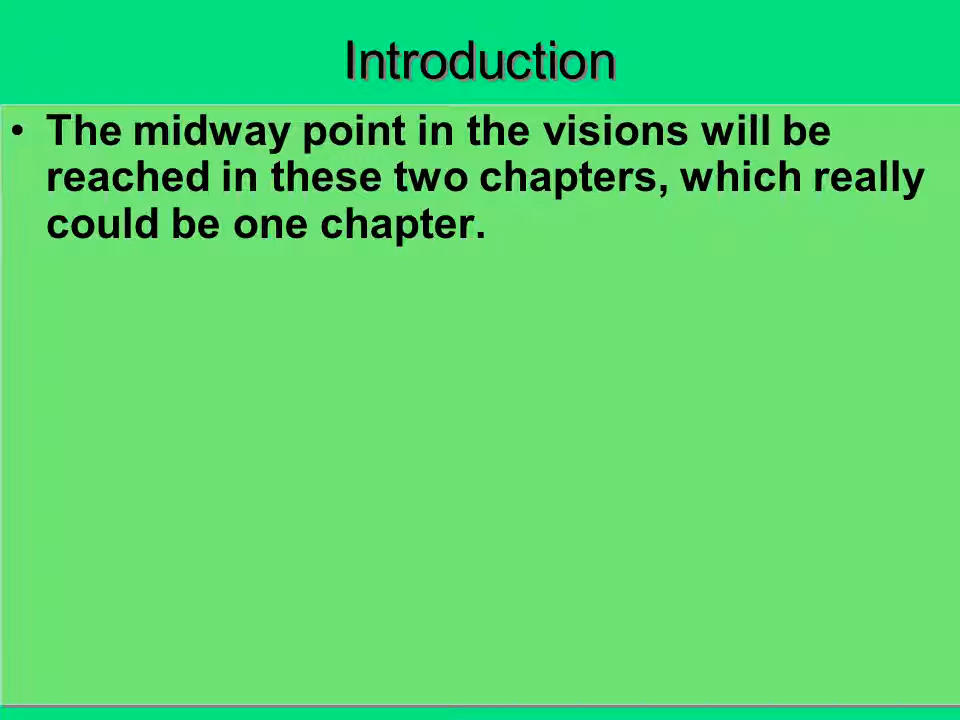 Introduction
• The midway point in the visions will be
reached in these two chapters, which really
could be one chapter.